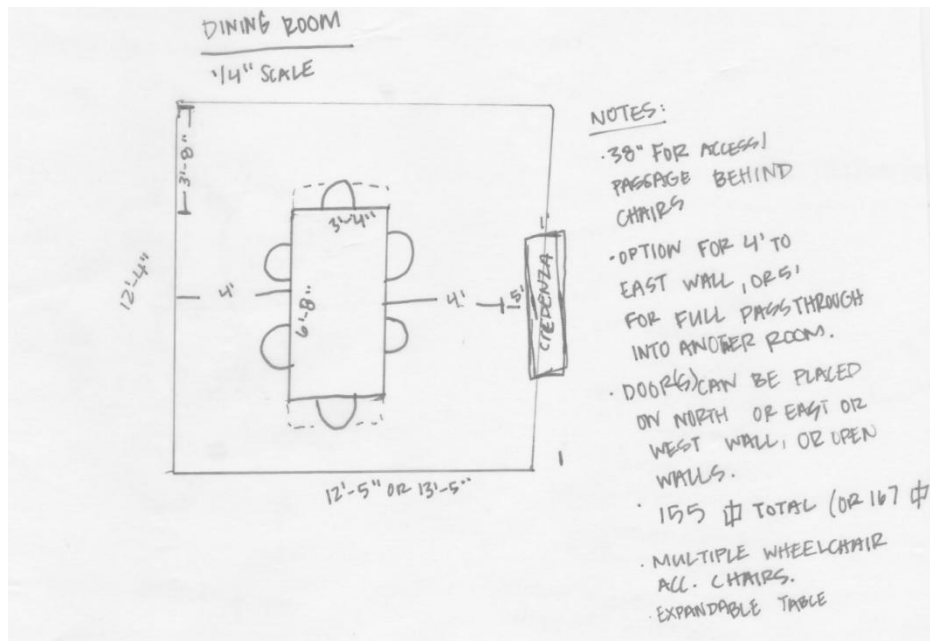 DINING ROOM
1/4" SCALE
3'-8"
3'-4"
12'-4"
4'
6'-8"
4'
1.5'
1'
CREDENZA
12'-5" OR 13'-5"
NOTES:
·38" FOR ACCESS/
PASSAGE BEHIND
CHAIRS
·OPTION FOR 4' TO
EAST WALL, OR 5'
FOR FULL PASS THROUGH
INTO ANOTHER ROOM.
·DOOR(S) CAN BE PLACED
ON NORTH OR EAST OR
WEST WALL, OR OPEN
WALLS.
· 155 ⏍ TOTAL (OR 167 ⏍
· MULTIPLE WHEELCHAIR
ACC. CHAIRS.
· EXPANDABLE TABLE